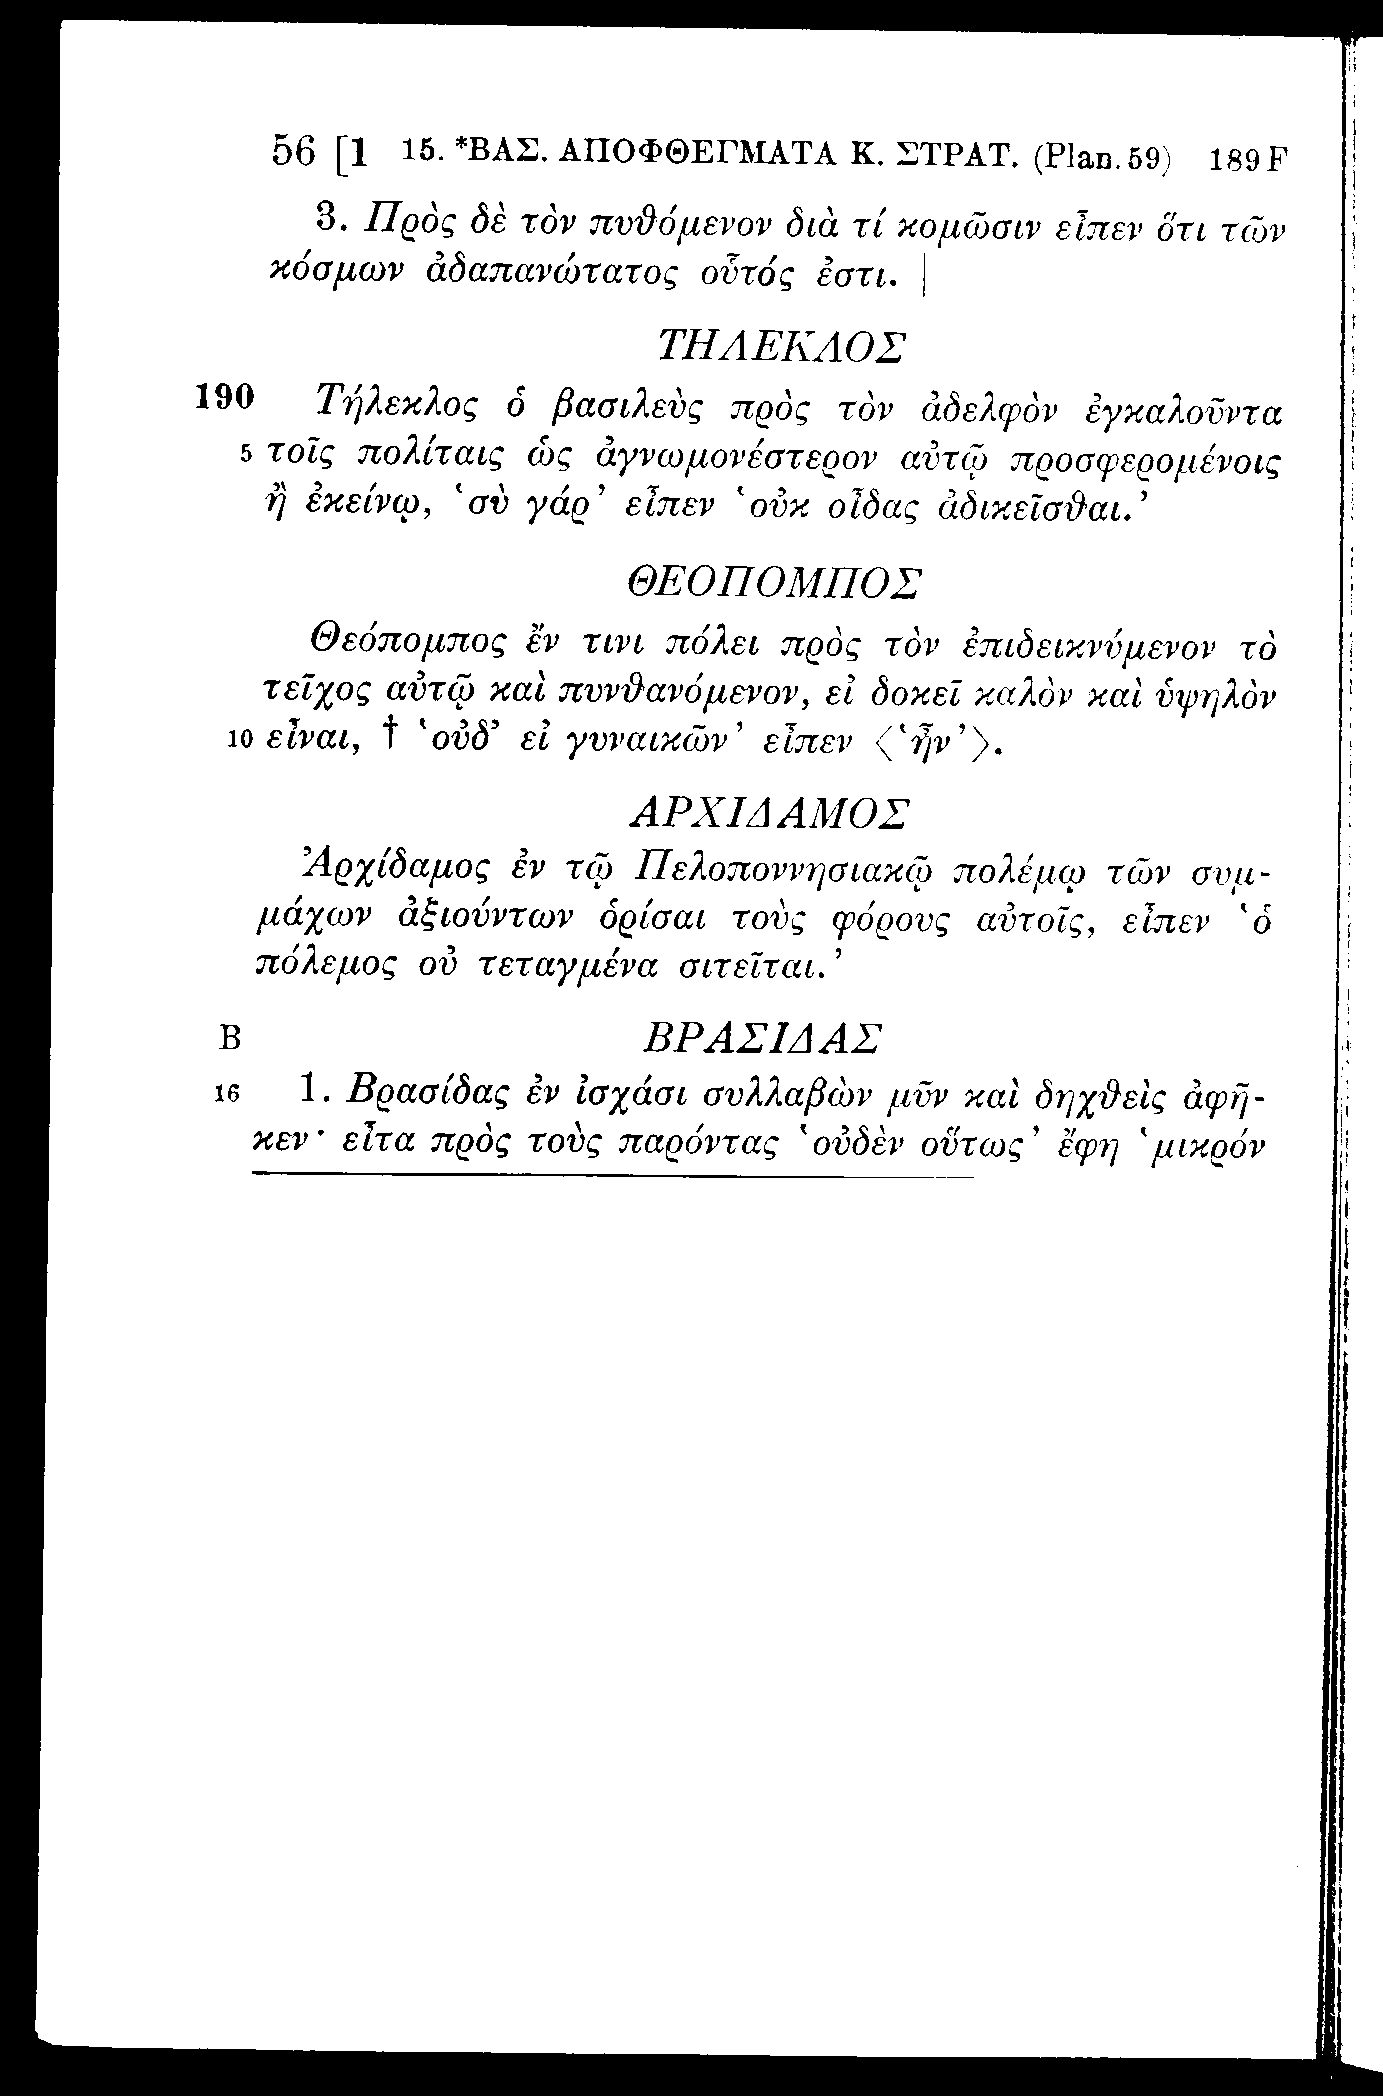 56 [1 15. *ΒΑΣ. ΑΠΟΦΘΕΓΜΑΤΑ Κ. ΣΤΡΑΤ. (Plan. 59) 189 F
3. Πρὸς δὲ τὸν πυθόμενον διὰ τί κομῶσιν εἶπεν ὅτι τῶν
κόσμων ἀδαπανώτατος οὗτός ἐστι. |
ΤΗΛΕΚΛΟΣ
190 Τήλεκλος ὁ βασιλεὺς πρὸς τὸν ἀδελφὸν ἐγκαλοῦντα
5 τοῖς πολίταις ὡς ἀγνωμονέστερον αὐτῷ προσφερομένοις
ἢ ἐκείνῳ, ‘σὺ γάρ’ εἶπεν ‘οὐκ οἶδας ἀδικεῖσθαι.’
ΘΕΟΠΟΜΠΟΣ
Θεόπομπος ἔν τινι πόλει πρὸς τὸν ἐπιδεικνύμενον τὸ
τεῖχος αὐτῷ καὶ πυνθανόμενον, εἰ δοκεῖ καλὸν καὶ ὑψηλὸν
10 εἶναι, † ‘οὐδ’ εἰ γυναικῶν’ εἶπεν ⟨‘ἦν’⟩.
ΑΡΧΙΔΑΜΟΣ
Ἀρχίδαμος ἐν τῷ Πελοποννησιακῷ πολέμῳ τῶν συμ-
μάχων ἀξιούντων ὁρίσαι τοὺς φόρους αὐτοῖς, εἶπεν ‘ὁ
πόλεμος οὐ τεταγμένα σιτεῖται.’
B ΒΡΑΣΙΔΑΣ
16 1. Βρασίδας ἐν ἰσχάσι συλλαβὼν μῦν καὶ δηχθεὶς ἀφῆ-
κεν· εἶτα πρὸς τοὺς παρόντας ‘οὐδὲν οὕτως’ ἔφη ‘μικρόν